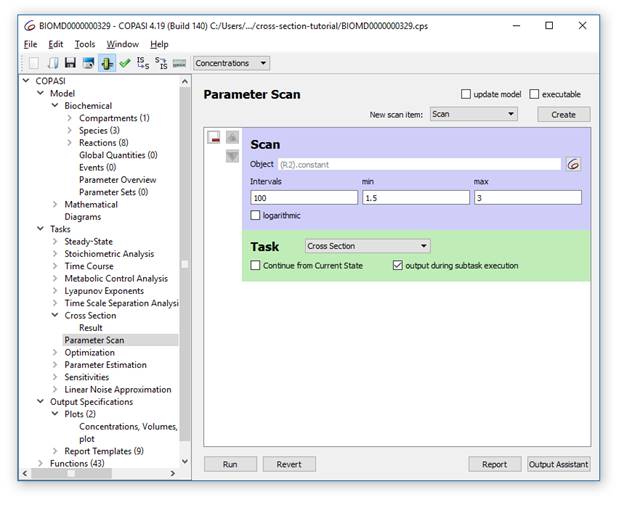 BIOMD0000000329 - COPASI 4.19 (Build 140) C:/Users/.../cross-section-tutorial/BIOMD0000000329.cps
File Edit Tools Window Help
Concentrations
COPASI
Model
Biochemical
Compartments (1)
Species (3)
Reactions (8)
Global Quantities (0)
Events (0)
Parameter Overview
Parameter Sets (0)
Mathematical
Diagrams
Tasks
Steady-State
Stoichiometric Analysis
Time Course
Metabolic Control Analysis
Lyapunov Exponents
Time Scale Separation Analysi
Cross Section
Result
Parameter Scan
Optimization
Parameter Estimation
Sensitivities
Linear Noise Approximation
Output Specifications
Plots (2)
Concentrations, Volumes,
plot
Report Templates (9)
Functions (43)
Parameter Scan
update model executable
New scan item: Scan Create
Scan
Object (R2).constant
Intervals min max
100 1.5 3
logarithmic
Task Cross Section
Continue from Current State output during subtask execution
Run Revert Report Output Assistant